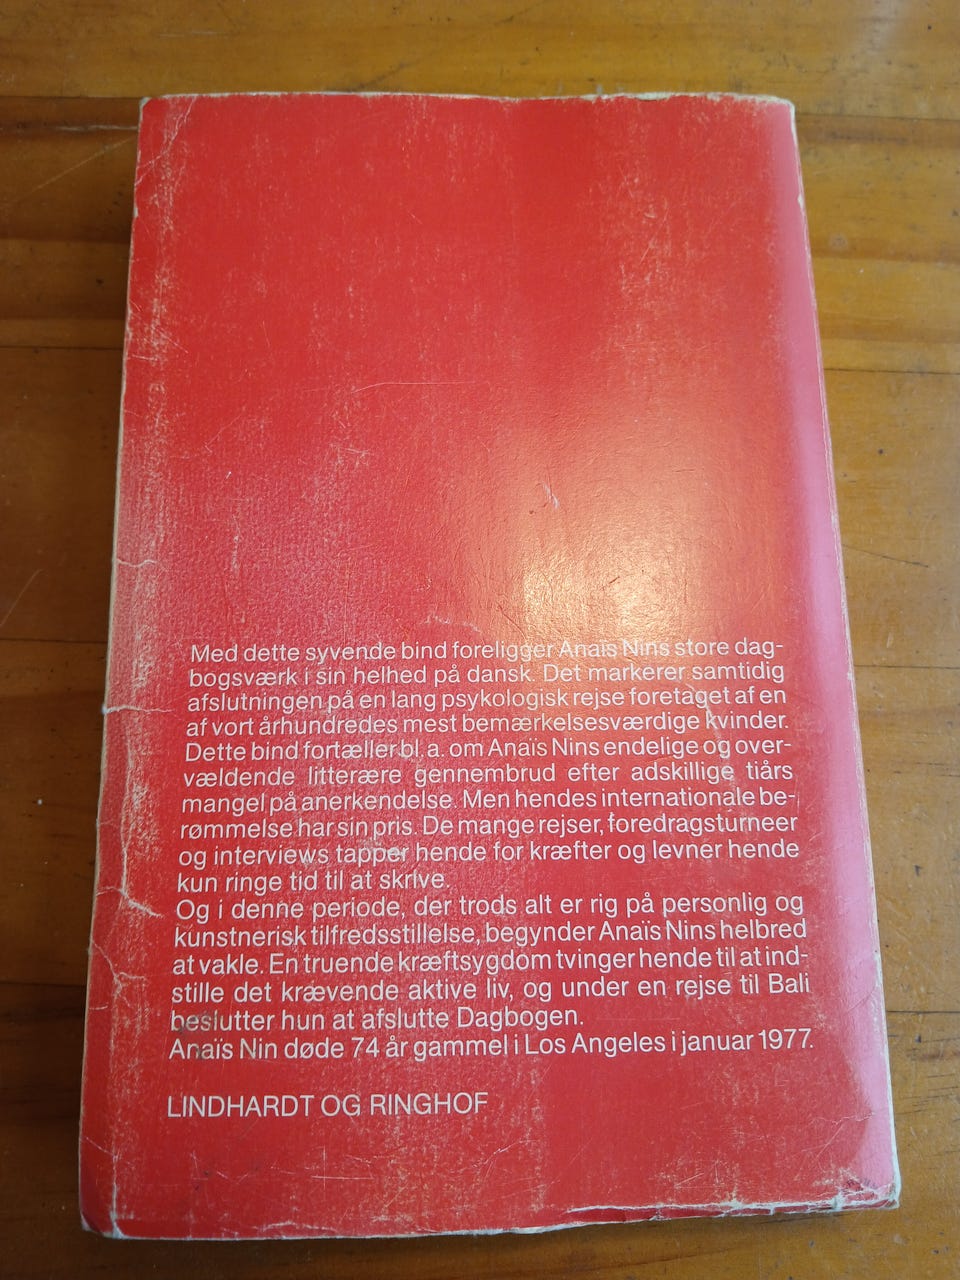 Med dette syvende bind foreligger Anaïs Nins store dag-
bogsværk i sin helhed på dansk. Det markerer samtidig
afslutningen på en lang psykologisk rejse foretaget af en
af vort århundredes mest bemærkelsesværdige kvinder.
Dette bind fortæller bl. a. om Anaïs Nins endelige og over-
vældende litterære gennembrud efter adskillige tiårs
mangel på anerkendelse. Men hendes internationale be-
rømmelse har sin pris. De mange rejser, foredragsturneer
og interviews tapper hende for kræfter og levner hende
kun ringe tid til at skrive.
Og i denne periode, der trods alt er rig på personlig og
kunstnerisk tilfredsstillelse, begynder Anaïs Nins helbred
at vakle. En truende kræftsygdom tvinger hende til at ind-
stille det krævende aktive liv, og under en rejse til Bali
beslutter hun at afslutte Dagbogen.
Anaïs Nin døde 74 år gammel i Los Angeles i januar 1977.
LINDHARDT OG RINGHOF